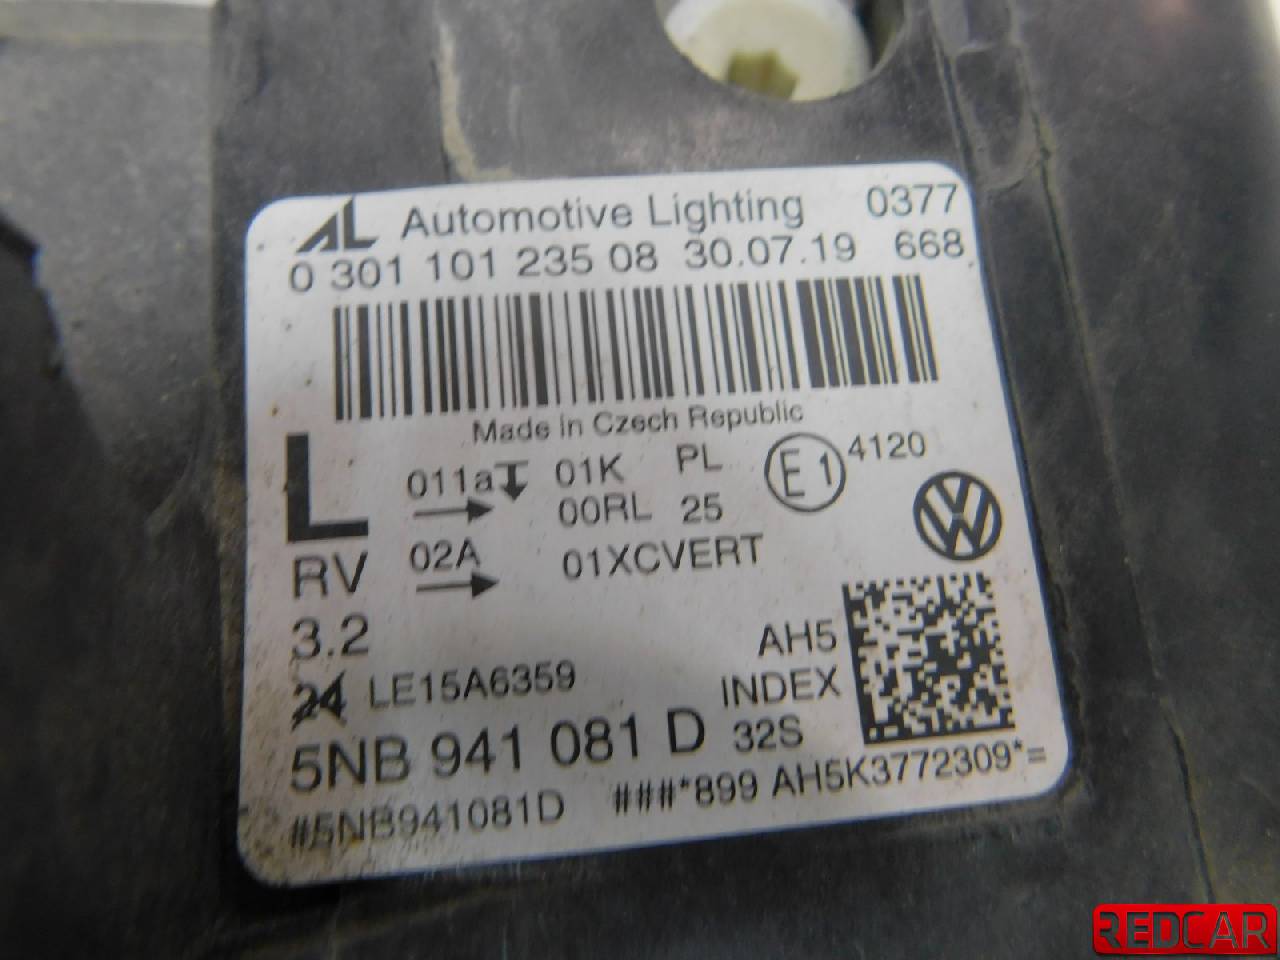 AL Automotive Lighting 0377
0 301 101 235 08 30.07.19 668
Made in Czech Republic
L 011a 01K PL E1 4120
00RL 25
RV 02A 01XCVERT
3.2
AH5
24 LE15A6359 INDEX
5NB 941 081 D 32S
#5NB941081D ###*899 AH5K3772309*=
REDCAR